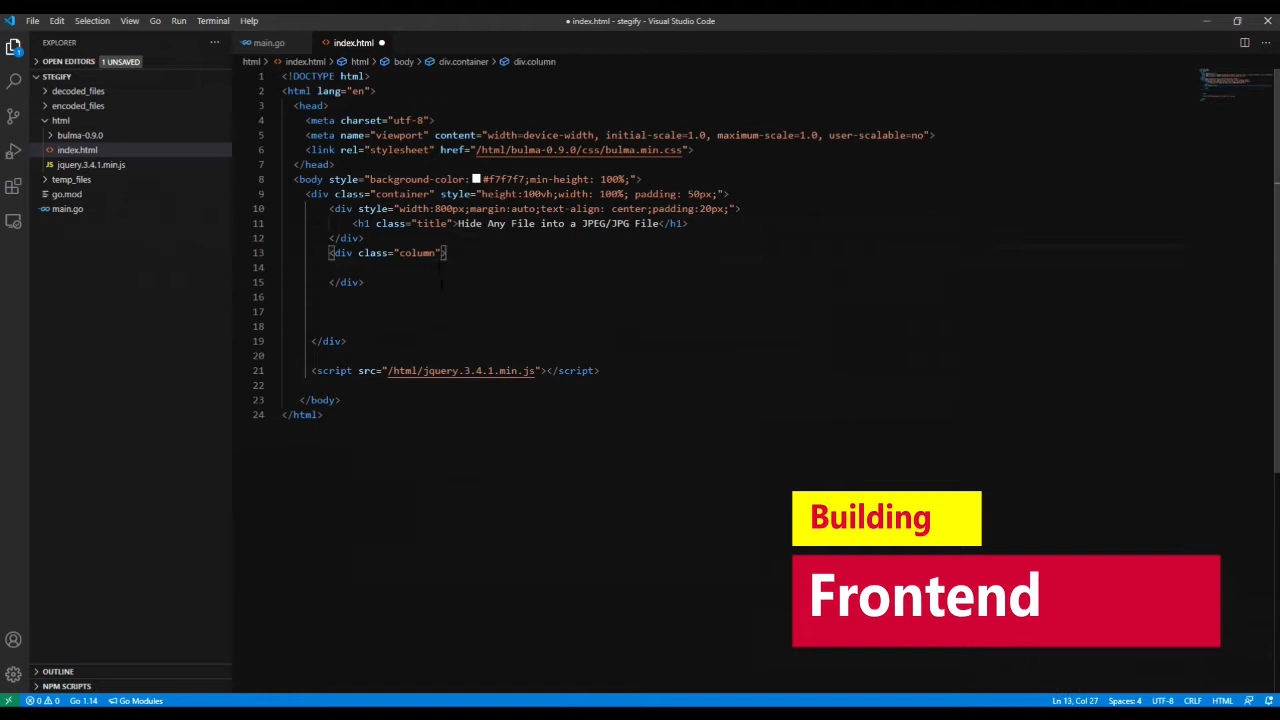 File Edit Selection View Go Run Terminal Help
● index.html - stegify - Visual Studio Code
EXPLORER
main.go
index.html
OPEN EDITORS 1 UNSAVED
html > index.html > html > body > div.container > div.column
STEGIFY
decoded_files
encoded_files
html
bulma-0.9.0
index.html
jquery.3.4.1.min.js
temp_files
go.mod
main.go
1 <!DOCTYPE html>
2 <html lang="en">
3 <head>
4 <meta charset="utf-8">
5 <meta name="viewport" content="width=device-width, initial-scale=1.0, maximum-scale=1.0, user-scalable=no">
6 <link rel="stylesheet" href="/html/bulma-0.9.0/css/bulma.min.css">
7 </head>
8 <body style="background-color: #f7f7f7;min-height: 100%;">
9 <div class="container" style="height:100vh;width: 100%; padding: 50px;">
10 <div style="width:800px;margin:auto;text-align: center;padding:20px;">
11 <h1 class="title">Hide Any File into a JPEG/JPG File</h1>
12 </div>
13 <div class="column">
14
15 </div>
16
17
18
19 </div>
20
21 <script src="/html/jquery.3.4.1.min.js"></script>
22
23 </body>
24 </html>
Building
Frontend
OUTLINE
NPM SCRIPTS
0 0 Go 1.14 Go Modules
Ln 13, Col 27 Spaces: 4 UTF-8 CRLF HTML